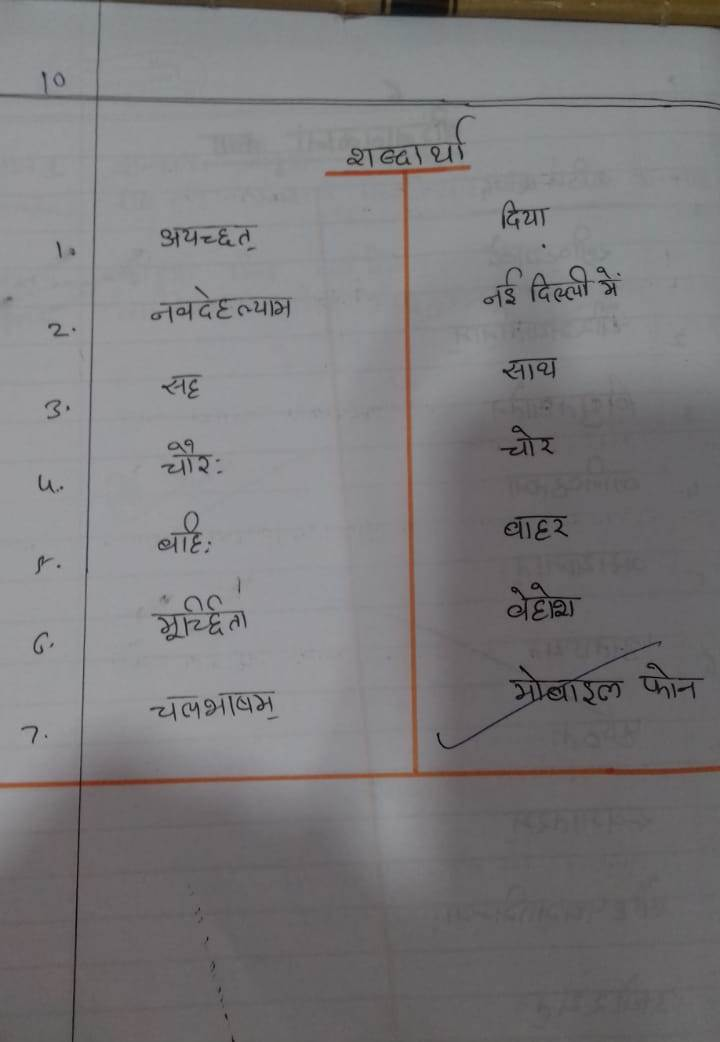 10
शब्दार्था
1. अयच्छत् दिया
2. नवदेहल्याम नई दिल्ली में
3. सह साथ
4. चौरः चोर
5. बहिः बाहर
6. मूर्च्छिता बेहोश
7. चलभाषम् मोबाइल फोन